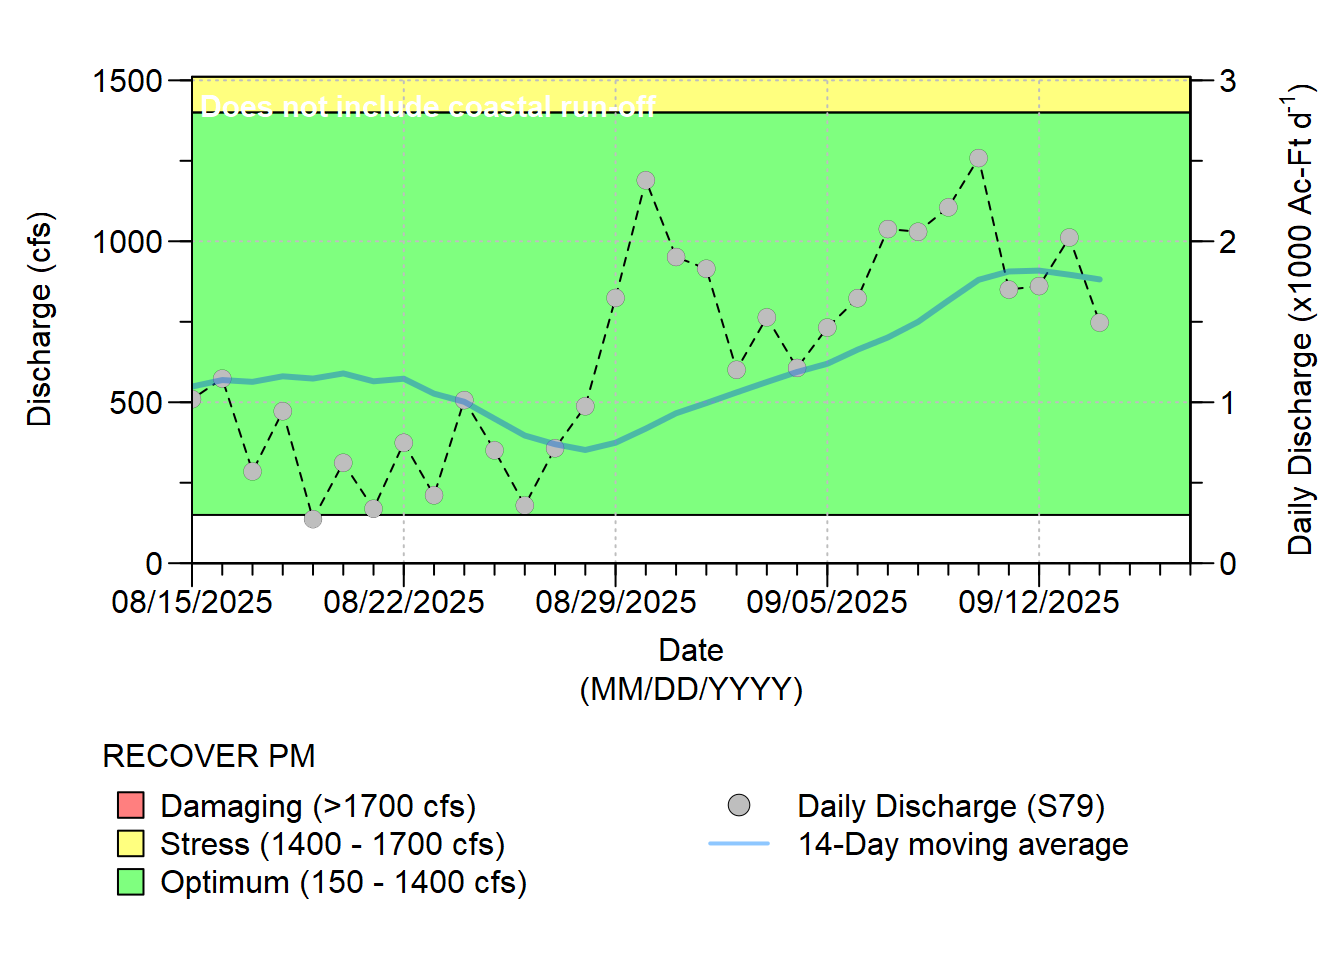 Does not include coastal run-off
Discharge (cfs)
1500
1000
500
0
Daily Discharge (x1000 Ac-Ft d-1)
3
2
1
0
08/15/2025 08/22/2025 08/29/2025 09/05/2025 09/12/2025
Date
(MM/DD/YYYY)
RECOVER PM
Damaging (>1700 cfs)
Stress (1400 - 1700 cfs)
Optimum (150 - 1400 cfs)
Daily Discharge (S79)
14-Day moving average